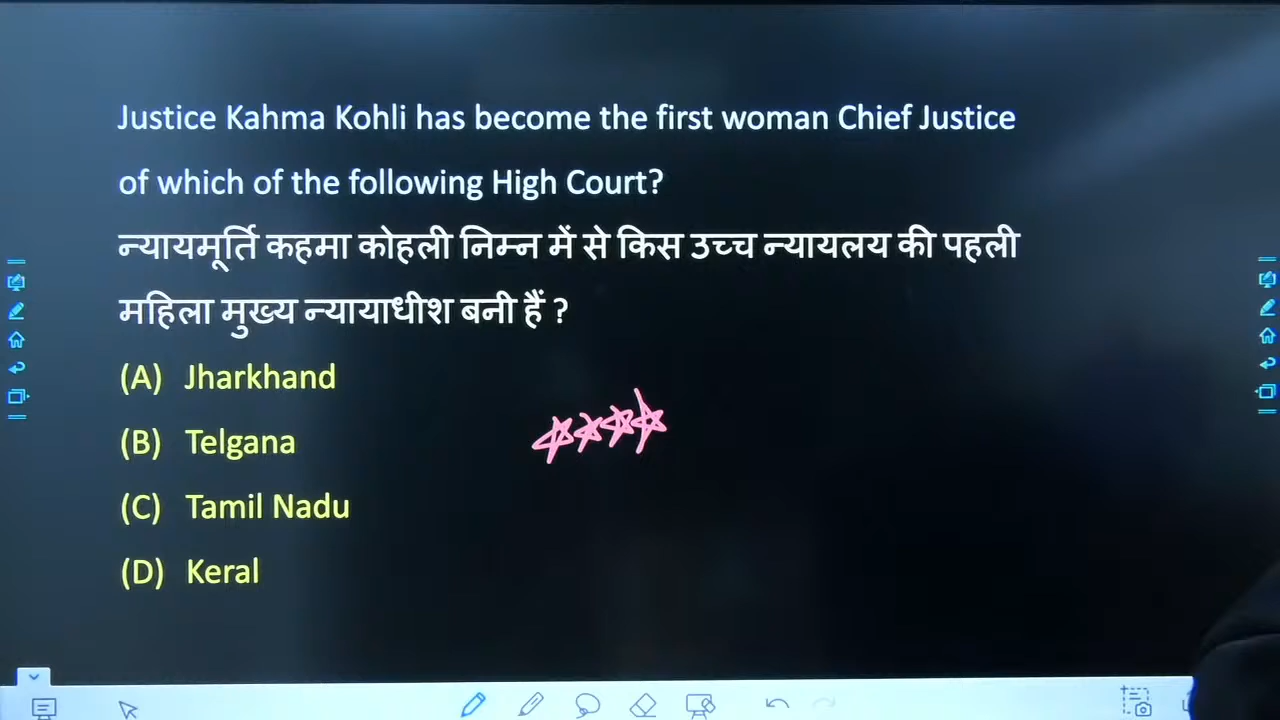 Justice Kahma Kohli has become the first woman Chief Justice
of which of the following High Court?
न्यायमूर्ति कहमा कोहली निम्न में से किस उच्च न्यायलय की पहली
महिला मुख्य न्यायाधीश बनी हैं ?
(A) Jharkhand
(B) Telgana
(C) Tamil Nadu
(D) Keral